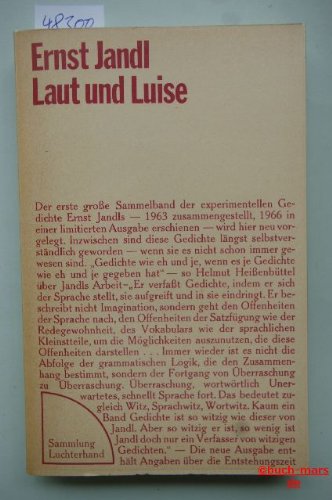 48300
Ernst Jandl
Laut und Luise
Der erste große Sammelband der experimentellen Ge-
dichte Ernst Jandls — 1963 zusammengestellt, 1966 in
einer limitierten Ausgabe erschienen — wird hier neu vor-
gelegt. Inzwischen sind diese Gedichte längst selbstver-
ständlich geworden — wenn sie es nicht schon immer ge-
wesen sind. „Gedichte wie eh und je, wenn es je Gedichte
wie eh und je gegeben hat“ — so Helmut Heißenbüttel
über Jandls Arbeit — „Er verfaßt Gedichte, indem er sich
der Sprache stellt, sie aufgreift und in sie eindringt. Er be-
schreibt nicht Imagination, sondern geht den Offenheiten
der Sprache nach, den Offenheiten der Satzfügung wie der
Redegewohnheit, des Vokabulars wie der sprachlichen
Kleinstteile, um die Möglichkeiten auszunutzen, die diese
Offenheiten darstellen . . . Immer wieder ist es nicht die
Abfolge der grammatischen Logik, die den Zusammen-
hang bestimmt, sondern der Fortgang von Überraschung
zu Überraschung. Überraschung, wortwörtlich Uner-
wartetes, schnellt Sprache fort. Das bedeutet zu-
gleich Witz, Sprachwitz, Wortwitz. Kaum ein
Band Gedichte ist so witzig wie dieser von
Jandl. Aber so witzig er ist, so wenig ist
Jandl doch nur ein Verfasser von witzigen
Gedichten.“ — Die neue Ausgabe ent-
hält Angaben über die Entstehungszeit
Sammlung
Luchterhand
©buch-mars
de